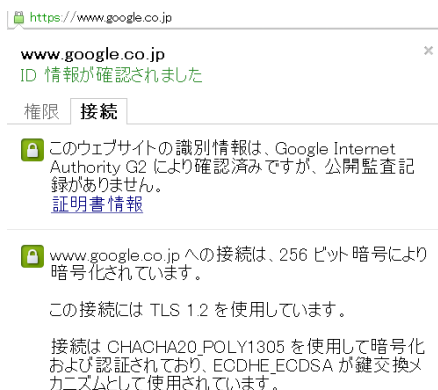 https://www.google.co.jp
www.google.co.jp
ID 情報が確認されました
権限 接続
このウェブサイトの識別情報は、Google Internet
Authority G2 により確認済みですが、公開監査記
録がありません。
証明書情報
www.google.co.jp への接続は、256 ビット暗号により
暗号化されています。
この接続には TLS 1.2 を使用しています。
接続は CHACHA20_POLY1305 を使用して暗号化
および認証されており、ECDHE_ECDSA が鍵交換メ
カニズムとして使用されています。